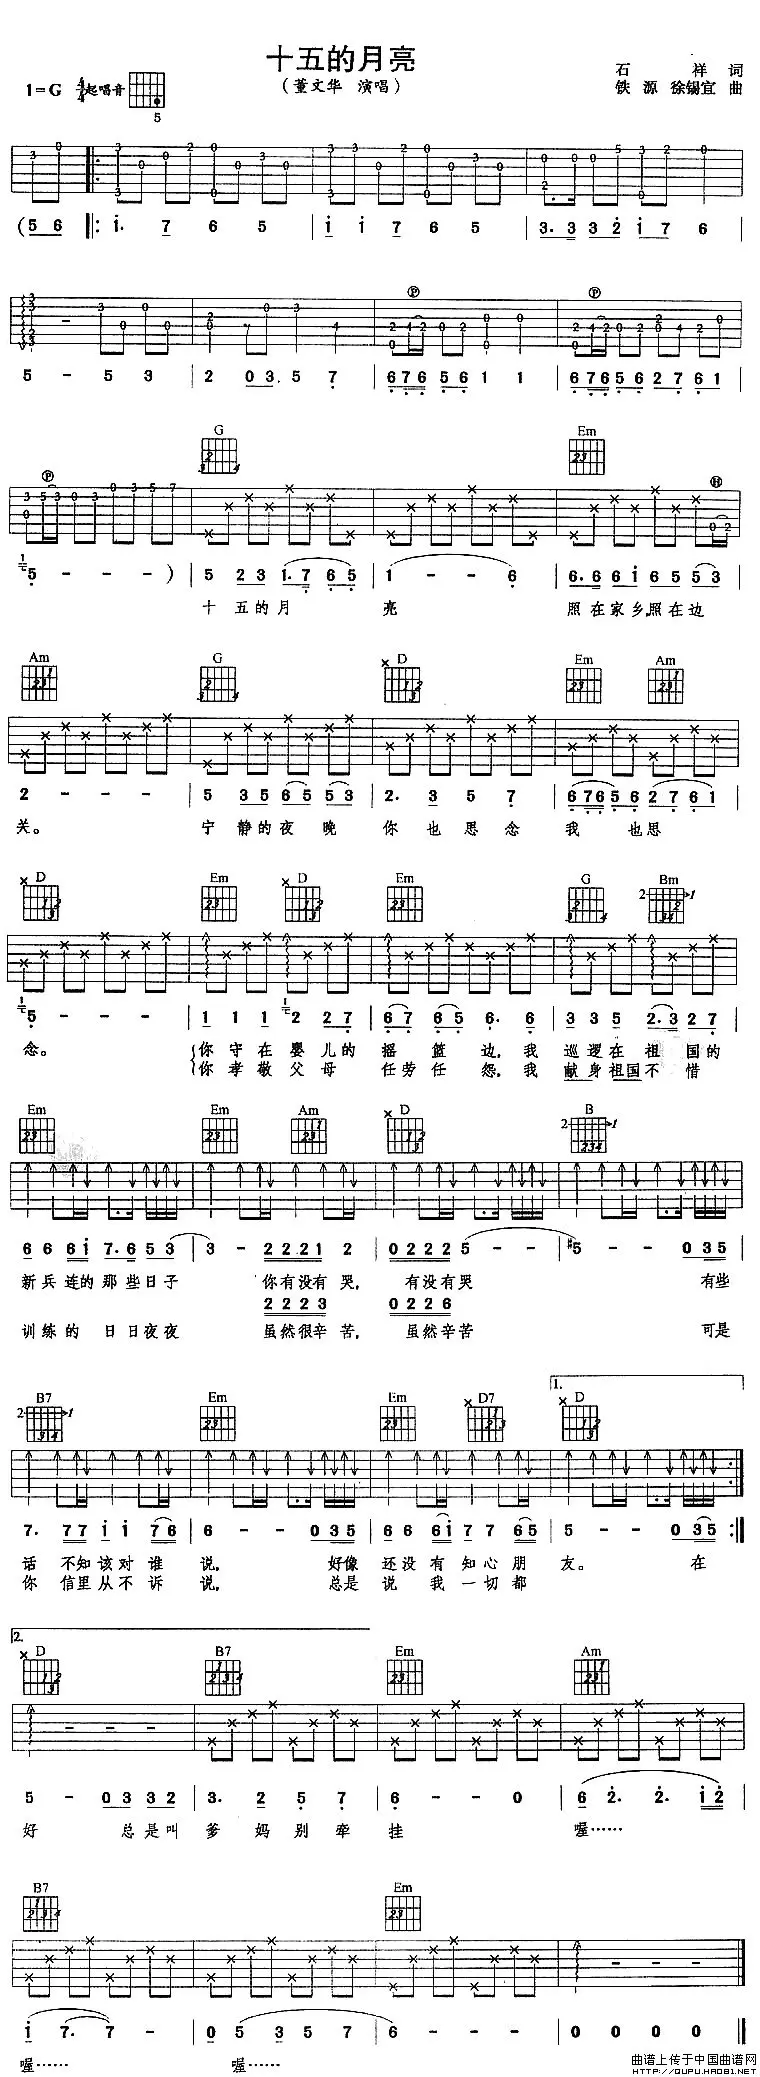 十五的月亮
(董文华 演唱)
石 祥 词
铁 源 徐锡宜 曲
1=G 4/4 起唱音
5
(5 6 |: i. 7 6 5 | i i 7 6 5 | 3. 3 3 2 i 7 6 |
5 - 5 3 | 2 0 3. 5 7 | 6 7 6 5 6 1 1 | 6 7 6 5 6 2 7 6 1 |
G Em
5 - - - ) | 5 2 3 1. 7 6 5 | 1 - - 6 | 6. 6 6 i 6 5 5 3 |
十 五的月 亮 照在家乡,照在边
Am G D Em Am
2 - - - | 5 3 5 6 5 5 3 | 2. 3 5 7 | 6 7 6 5 6 2 7 6 1 |
关。 宁 静的夜 晚 你 也思念 我 也思
D Em D Em G Bm
5 - - - | 1 1 1 2 2 7 | 6 7 6 5 6. 6 | 3 3 5 2. 3 2 7 |
念。 你守在婴儿的 摇 篮 边,我 巡逻在祖 国的
你孝敬父母 任劳任 怨,我 献身祖国不 惜
Em Em Am D B
6 6 6 i 7. 6 5 3 | 3 - 2 2 2 1 2 | 0 2 2 2 5 - | #5 - - 0 3 5 |
新兵连的那些日子 你有没有 哭, 有没有哭 有些
2 2 2 3 0 2 2 6
训练的 日日夜夜 虽然很辛 苦, 虽然辛苦 可是
B7 Em Em D7 1. D
7. 7 7 i i 7 6 | 6 - - 0 3 5 | 6 6 6 i 7 7 6 5 | 5 - - 0 3 5 :|
话 不知该对 谁 说, 好像 还没有 知心 朋 友。 在
你 信里从不 诉 说, 总是 说 我 一切 都
2. D B7 Em Am
5 - 0 3 3 2 | 3. 2 5 7 | 6 - - 0 | 6 2. 2. i 2 |
好 总是叫 爹 妈 别 牵 挂 喔……
B7 Em
i 7. 7 - | 0 5 3 5 7 | 6 - - - | 0 0 0 0 |
喔…… 喔……
曲谱上传于中国曲谱网
HTTP://QUPU.HAO81.NET